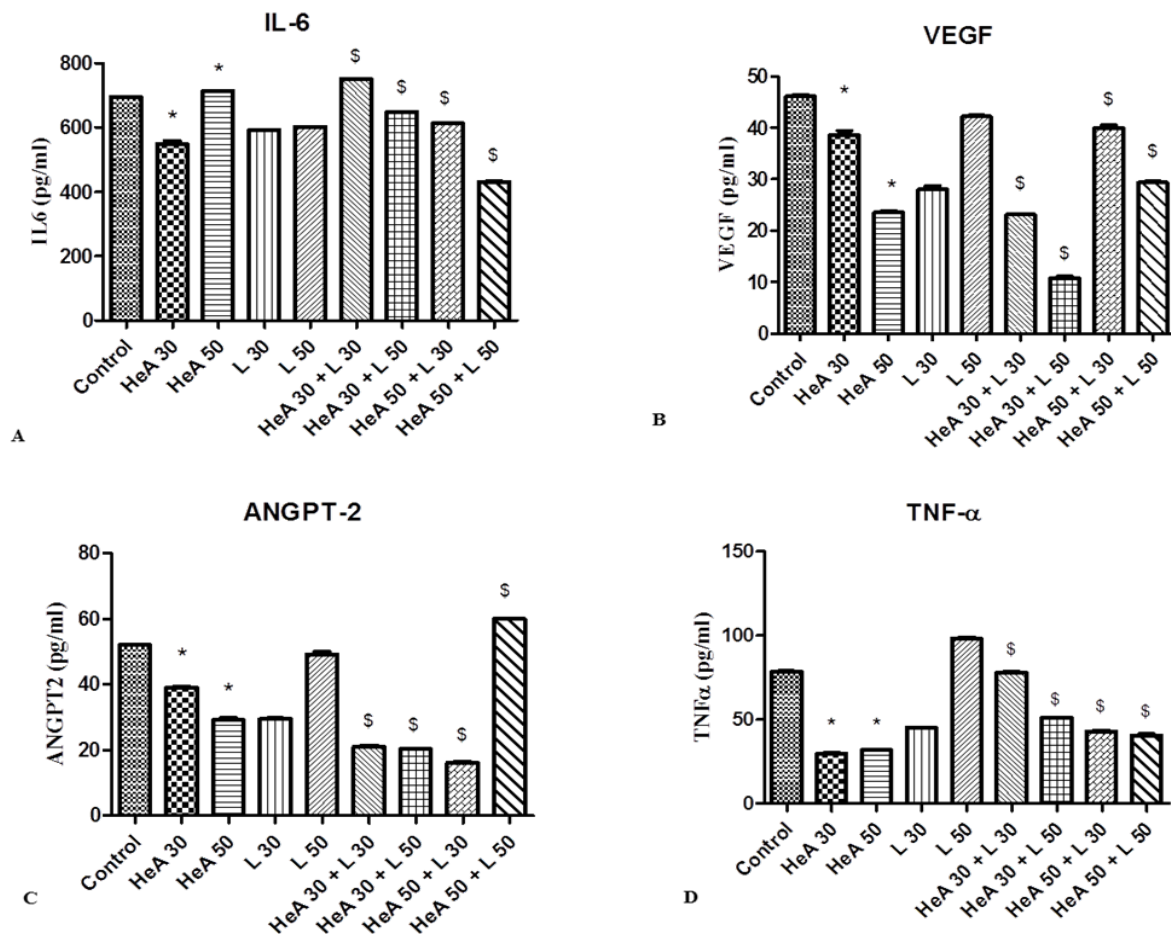 IL-6
800
600
400
200
0
IL6 (pg/ml)
* * $ $ $ $
Control
HeA 30
HeA 50
L 30
L 50
HeA 30 + L 30
HeA 30 + L 50
HeA 50 + L 30
HeA 50 + L 50
A
VEGF
50
40
30
20
10
0
VEGF (pg/ml)
* * $ $ $ $
Control
HeA 30
HeA 50
L 30
L 50
HeA 30 + L 30
HeA 30 + L 50
HeA 50 + L 30
HeA 50 + L 50
B
ANGPT-2
80
60
40
20
0
ANGPT2 (pg/ml)
* * $ $ $ $
Control
HeA 30
HeA 50
L 30
L 50
HeA 30 + L 30
HeA 30 + L 50
HeA 50 + L 30
HeA 50 + L 50
C
TNF-α
150
100
50
0
TNFα (pg/ml)
* * $ $ $ $
Control
HeA 30
HeA 50
L 30
L 50
HeA 30 + L 30
HeA 30 + L 50
HeA 50 + L 30
HeA 50 + L 50
D